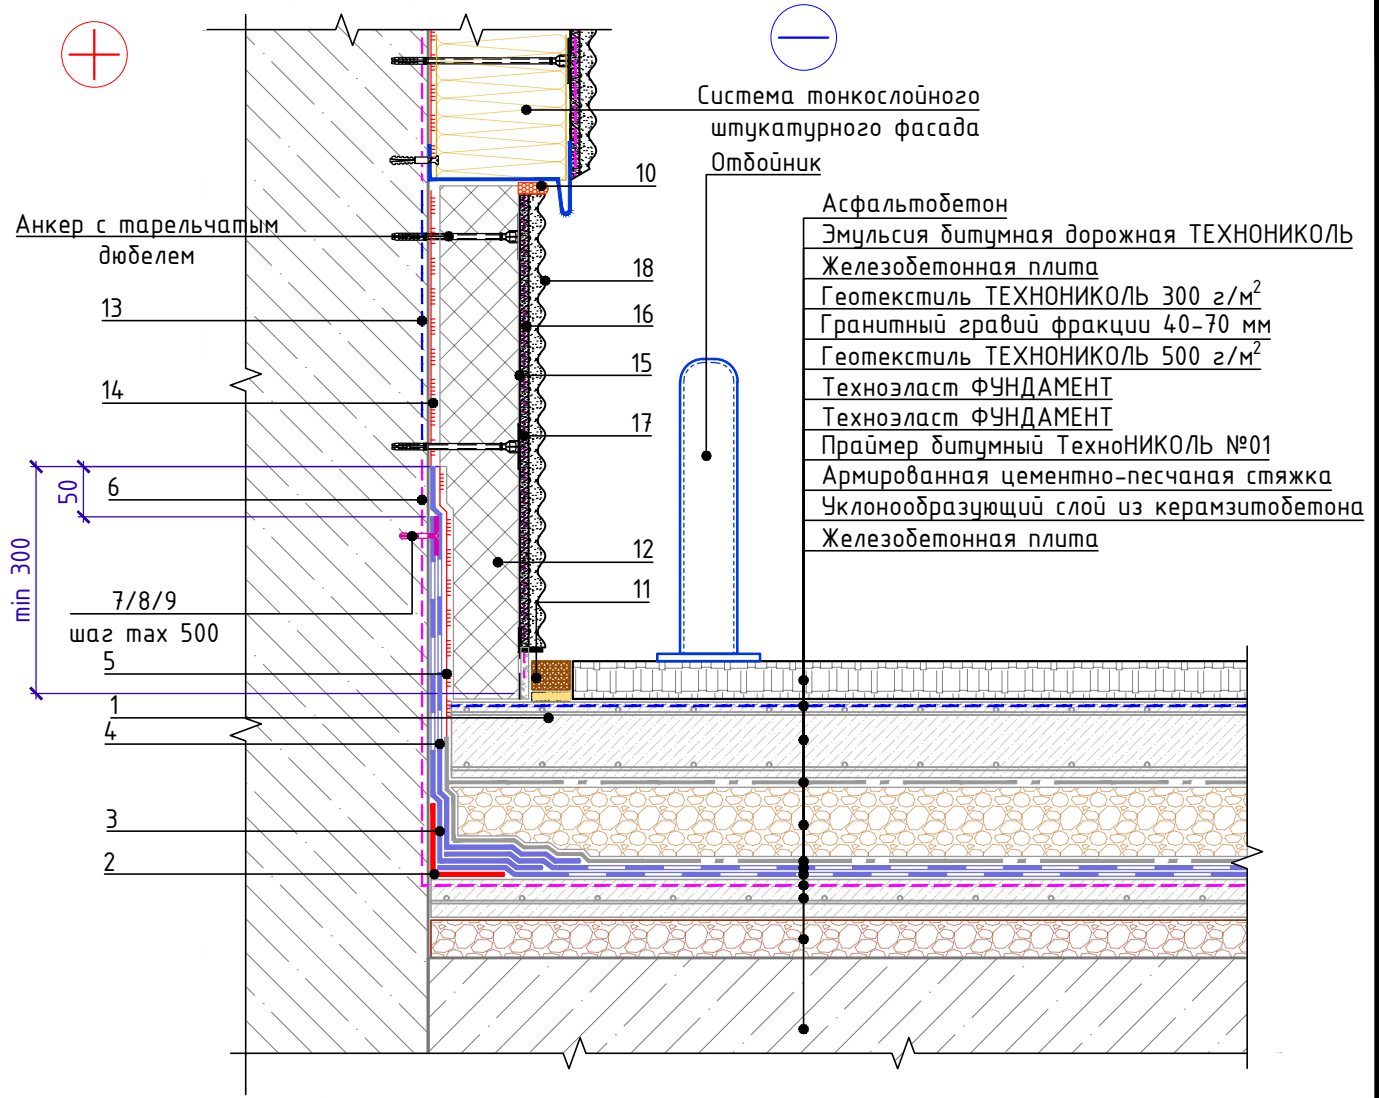 Система тонкослойного
штукатурного фасада
Отбойник
10
Анкер с тарельчатым
дюбелем
Асфальтобетон
Эмульсия битумная дорожная ТЕХНОНИКОЛЬ
Железобетонная плита
Геотекстиль ТЕХНОНИКОЛЬ 300 г/м²
Гранитный гравий фракции 40-70 мм
Геотекстиль ТЕХНОНИКОЛЬ 500 г/м²
Техноэласт ФУНДАМЕНТ
Техноэласт ФУНДАМЕНТ
Праймер битумный ТехноНИКОЛЬ №01
Армированная цементно-песчаная стяжка
Уклонообразующий слой из керамзитобетона
Железобетонная плита
18
13
16
15
14
17
6
50
min 300
12
11
7/8/9
шаг max 500
5
1
4
3
2